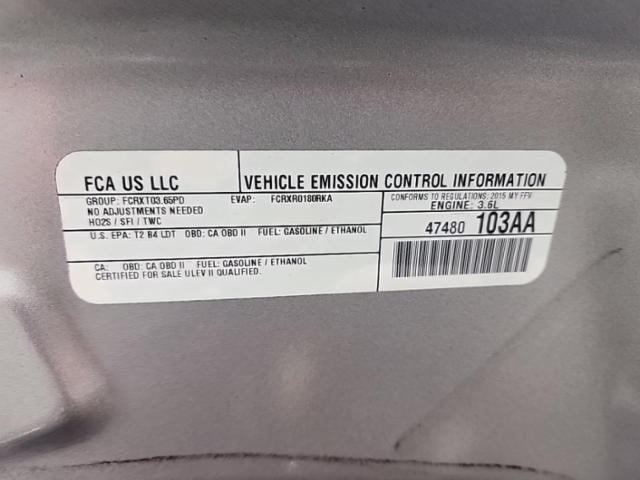 FCA US LLC
VEHICLE EMISSION CONTROL INFORMATION
GROUP: FCRXT03.65PD EVAP: FCRXR0180RKA
NO ADJUSTMENTS NEEDED
HO2S / SFI / TWC
CONFORMS TO REGULATIONS: 2015 MY FFV
ENGINE: 3.6L
U.S. EPA: T2 B4 LDT OBD: CA OBD II FUEL: GASOLINE / ETHANOL
47480 103AA
CA: OBD: CA OBD II FUEL: GASOLINE / ETHANOL
CERTIFIED FOR SALE ULEV II QUALIFIED.